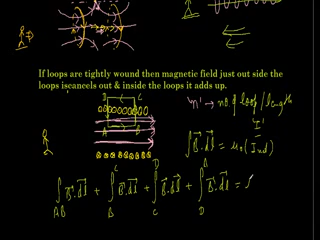 If loops are tightly wound then magnetic field just out side the
loops iscancels out & inside the loops it adds up.
D C
'n' → no. of loop / length
I
A B
∫ B⃗.dl⃗ = μ₀ (I nd)
∫ B⃗.dl⃗ + ∫ B⃗.dl⃗ + ∫ B⃗.dl⃗ + ∫ B⃗.dl⃗ =
AB B C D